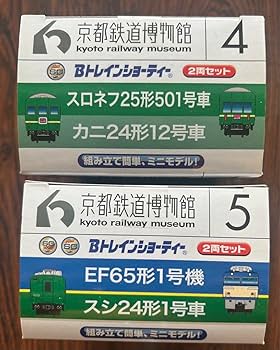 京都鉄道博物館 4
kyoto railway museum
Bトレインショーティー® 2両セット
スロネフ25形501号車
カニ24形12号車
組み立て簡単、ミニモデル!
京都鉄道博物館 5
kyoto railway museum
Bトレインショーティー® 2両セット
EF65形1号機
スシ24形1号車
組み立て簡単、ミニモデル!